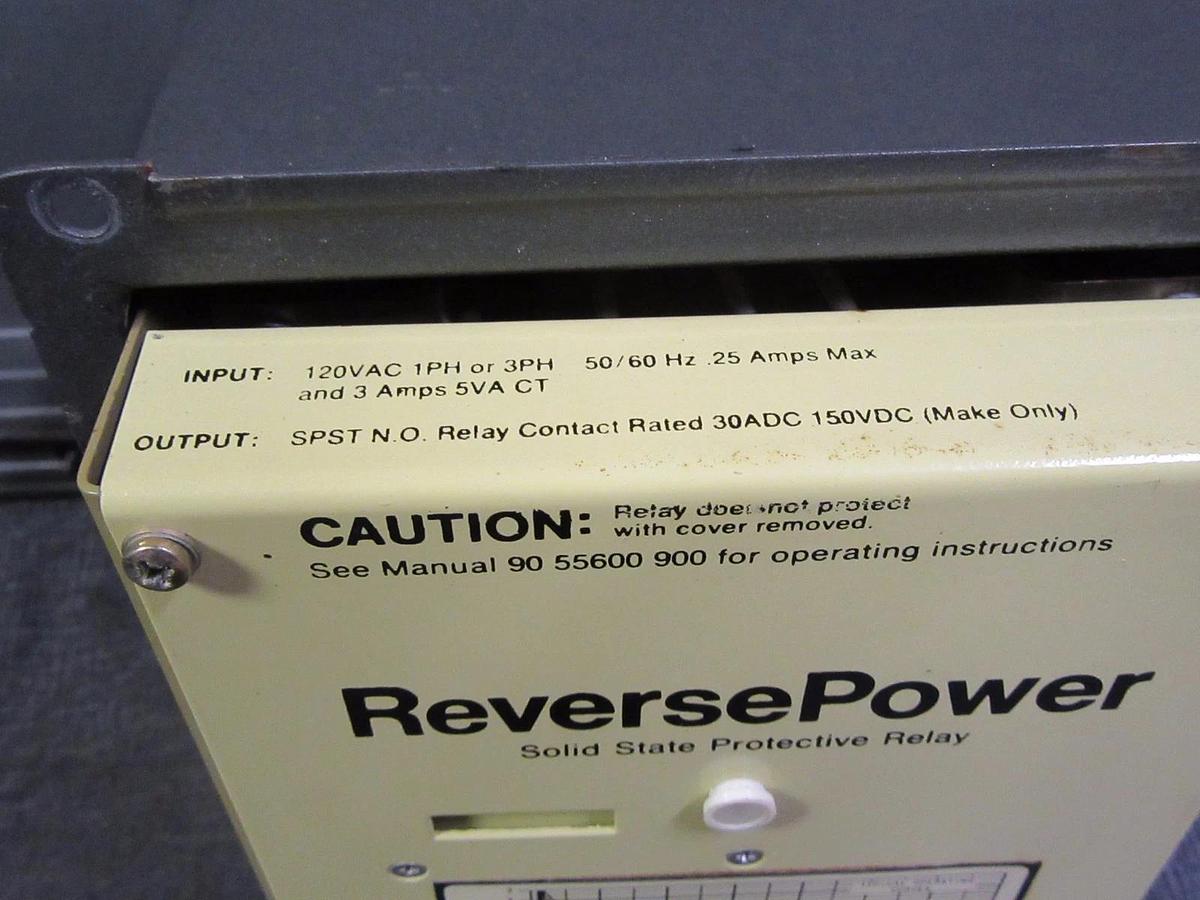 INPUT: 120VAC 1PH or 3PH 50/60 Hz .25 Amps Max
and 3 Amps 5VA CT
OUTPUT: SPST N.O. Relay Contact Rated 30ADC 150VDC (Make Only)
CAUTION: Relay does not protect
with cover removed.
See Manual 90 55600 900 for operating instructions
ReversePower
Solid State Protective Relay